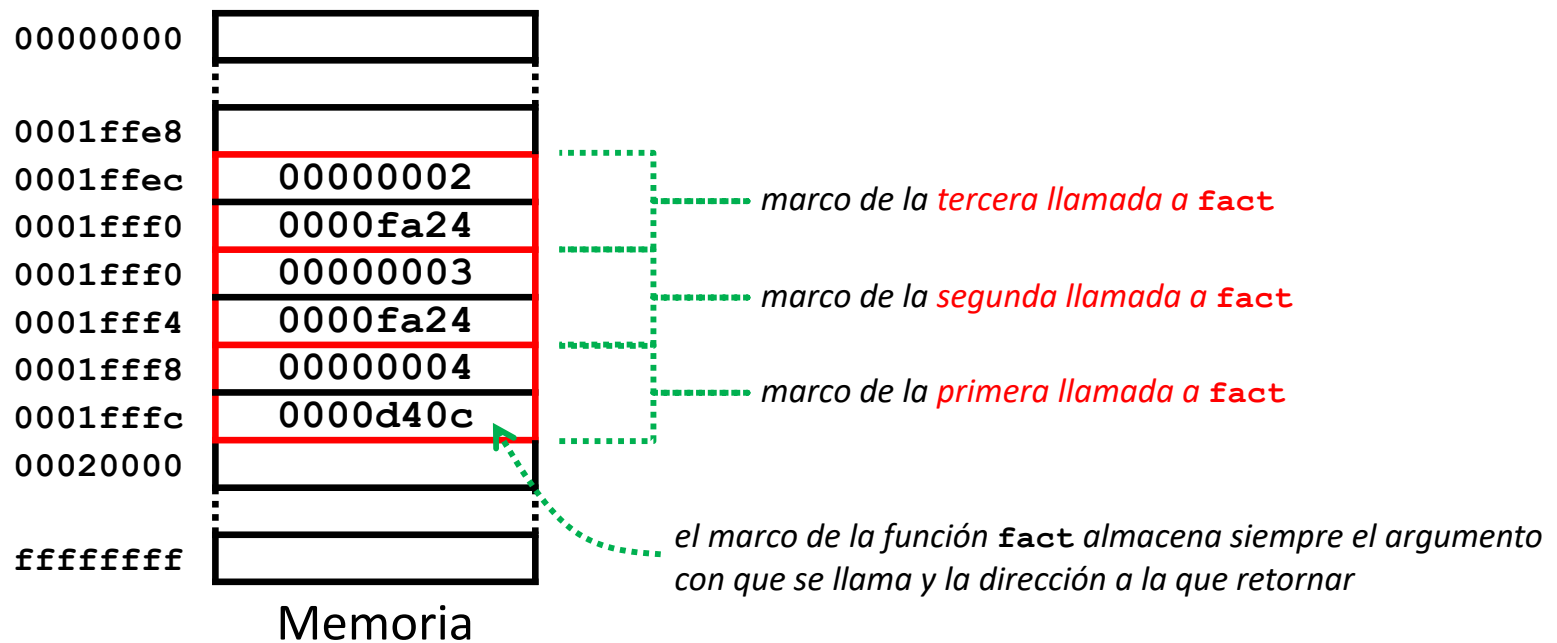 00000000
0001ffe8
0001ffec 00000002
0001fff0 0000fa24
0001fff0 00000003
0001fff4 0000fa24
0001fff8 00000004
0001fffc 0000d40c
00020000
ffffffff
Memoria
marco de la tercera llamada a fact
marco de la segunda llamada a fact
marco de la primera llamada a fact
el marco de la función fact almacena siempre el argumento
con que se llama y la dirección a la que retornar